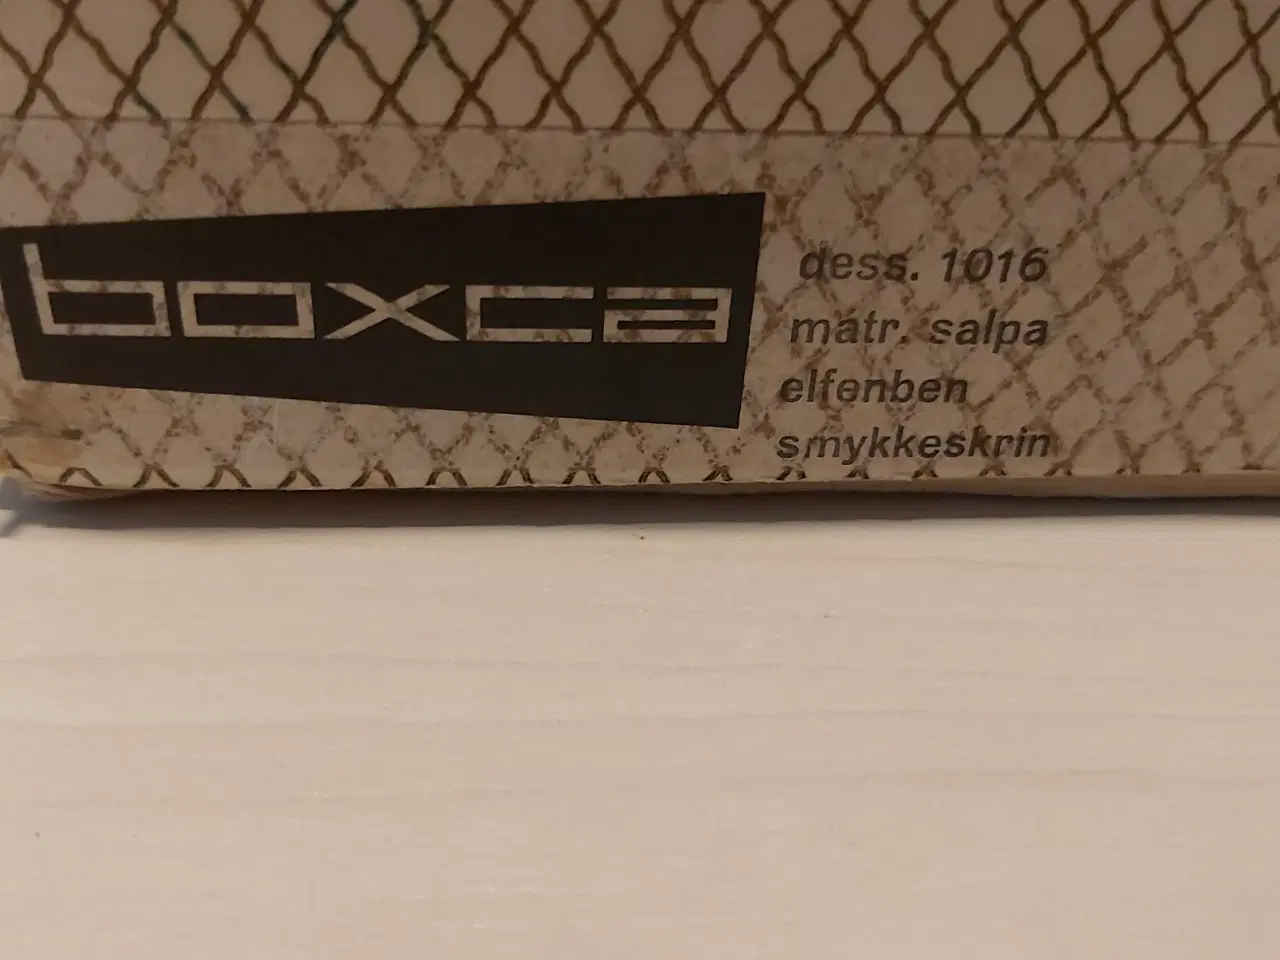 boxca
dess. 1016
matr. salpa
elfenben
smykkeskrin